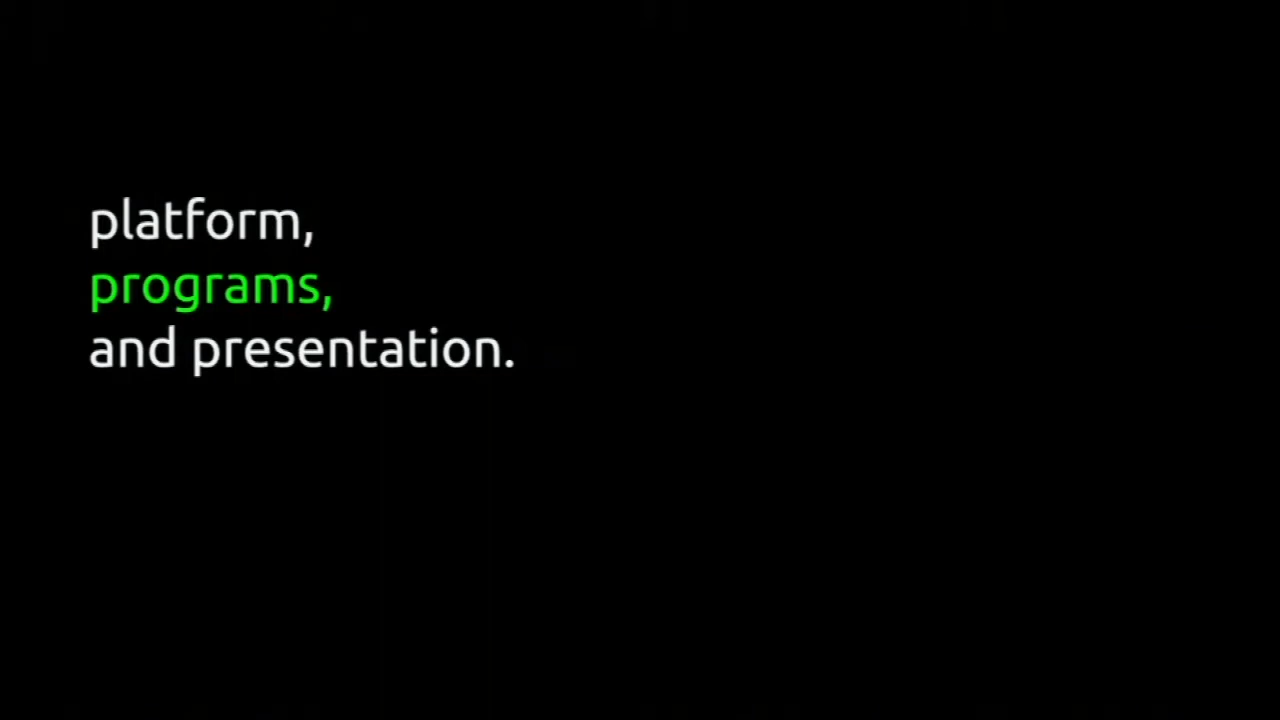 platform,
programs,
and presentation.